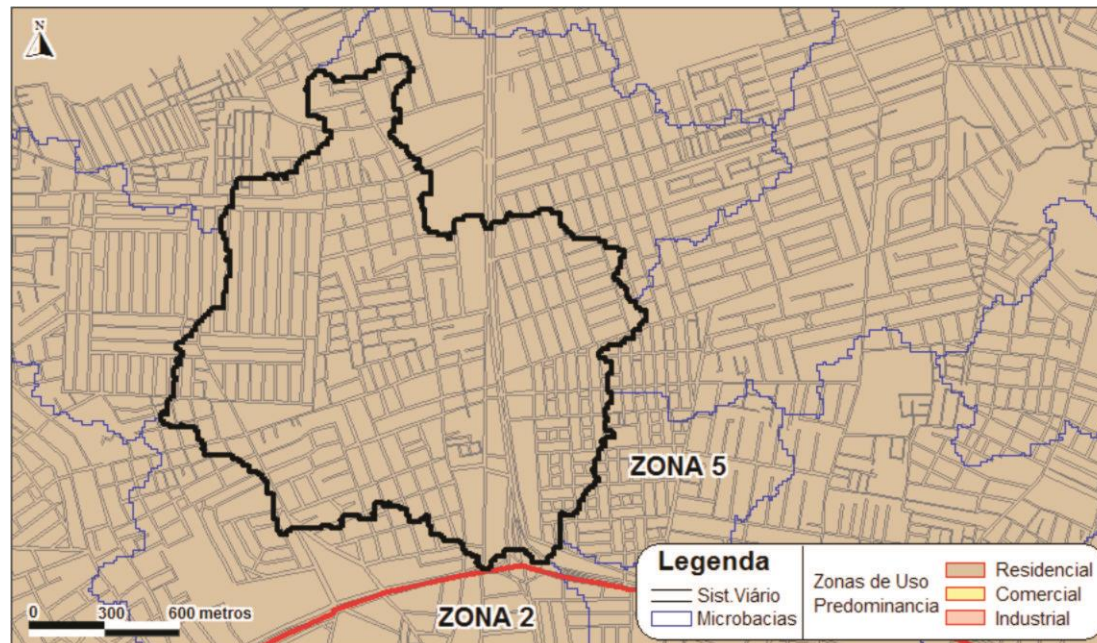 N
ZONA 5
ZONA 2
0 300 600 metros
Legenda
Sist.Viário
Microbacias
Zonas de Uso
Predominancia
Residencial
Comercial
Industrial